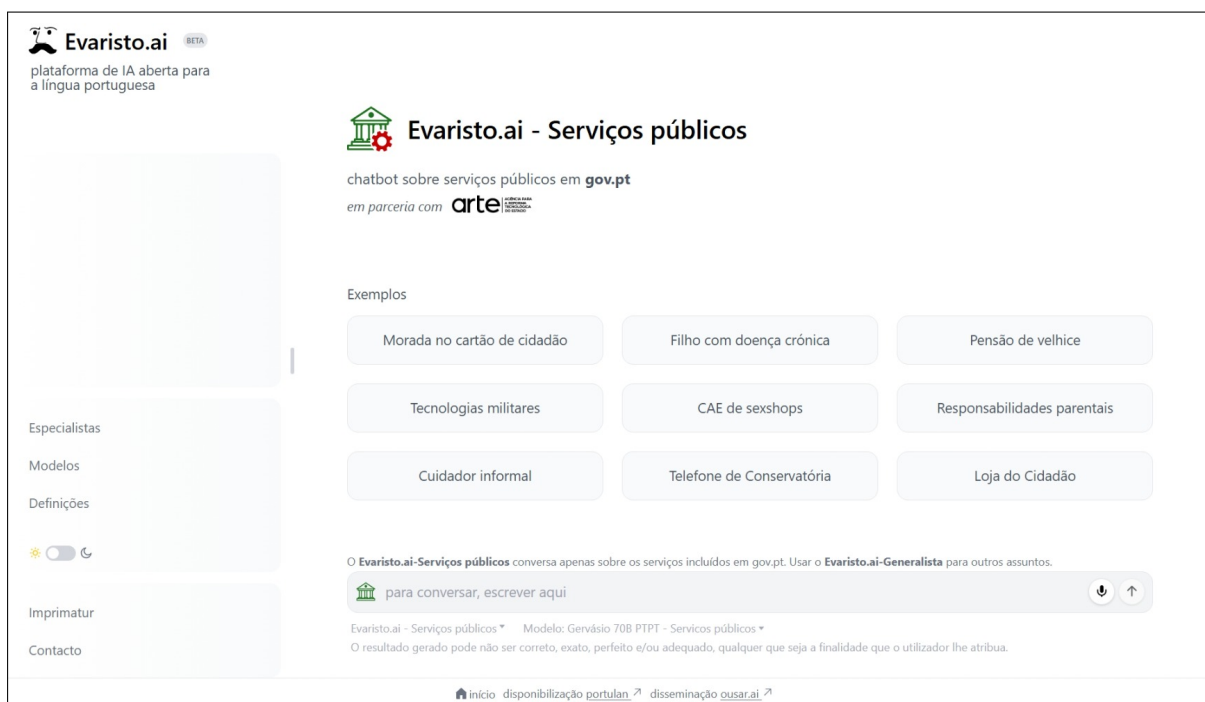 Evaristo.ai BETA
plataforma de IA aberta para
a língua portuguesa
Evaristo.ai - Serviços públicos
chatbot sobre serviços públicos em gov.pt
em parceria com arte AGÊNCIA PARA
A REFORMA
TECNOLÓGICA
DO ESTADO
Exemplos
Morada no cartão de cidadão
Filho com doença crónica
Pensão de velhice
Tecnologias militares
CAE de sexshops
Responsabilidades parentais
Cuidador informal
Telefone de Conservatória
Loja do Cidadão
Especialistas
Modelos
Definições
Imprimatur
Contacto
O Evaristo.ai-Serviços públicos conversa apenas sobre os serviços incluídos em gov.pt. Usar o Evaristo.ai-Generalista para outros assuntos.
para conversar, escrever aqui
Evaristo.ai - Serviços públicos Modelo: Gervásio 70B PTPT - Servicos públicos
O resultado gerado pode não ser correto, exato, perfeito e/ou adequado, qualquer que seja a finalidade que o utilizador lhe atribua.
início disponibilização portulan disseminação ousar.ai